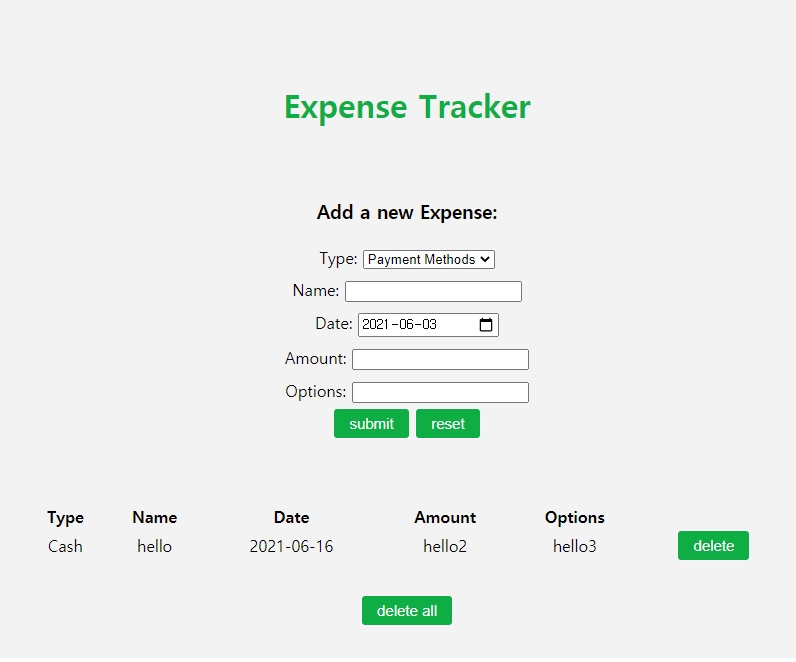 Expense Tracker
Add a new Expense:
Type: Payment Methods
Name:
Date: 2021-06-03
Amount:
Options:
submit reset
Type Name Date Amount Options
Cash hello 2021-06-16 hello2 hello3 delete
delete all